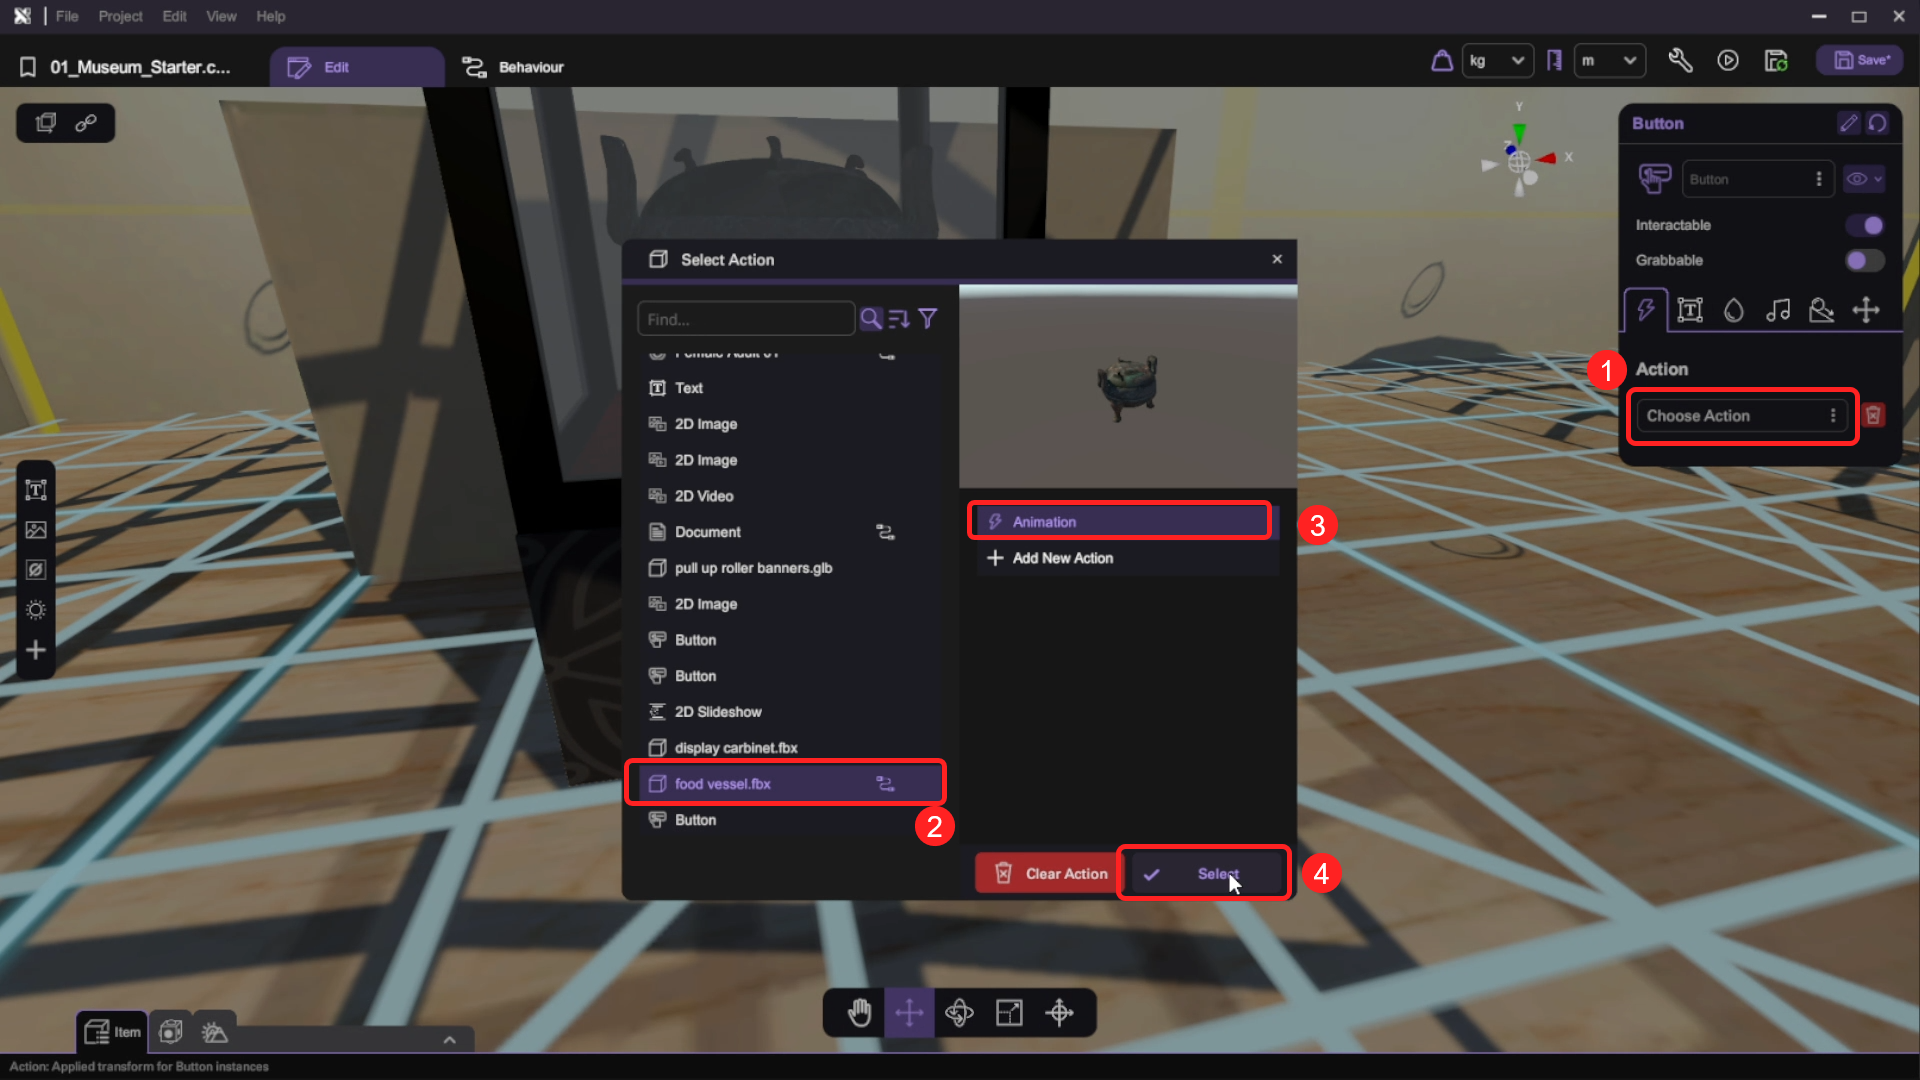 File Project Edit View Help
01_Museum_Starter.c...
Edit
Behaviour
kg
m
Save*
Y
X
Z
Button
Button
Interactable
Grabbable
1
Action
Choose Action
Select Action
Find...
Female Adult 01
Text
2D Image
2D Image
2D Video
Document
pull up roller banners.glb
2D Image
Button
Button
2D Slideshow
display carbinet.fbx
food vessel.fbx
2
Button
Animation
3
Add New Action
Clear Action
Select
4
Item
Action: Applied transform for Button instances